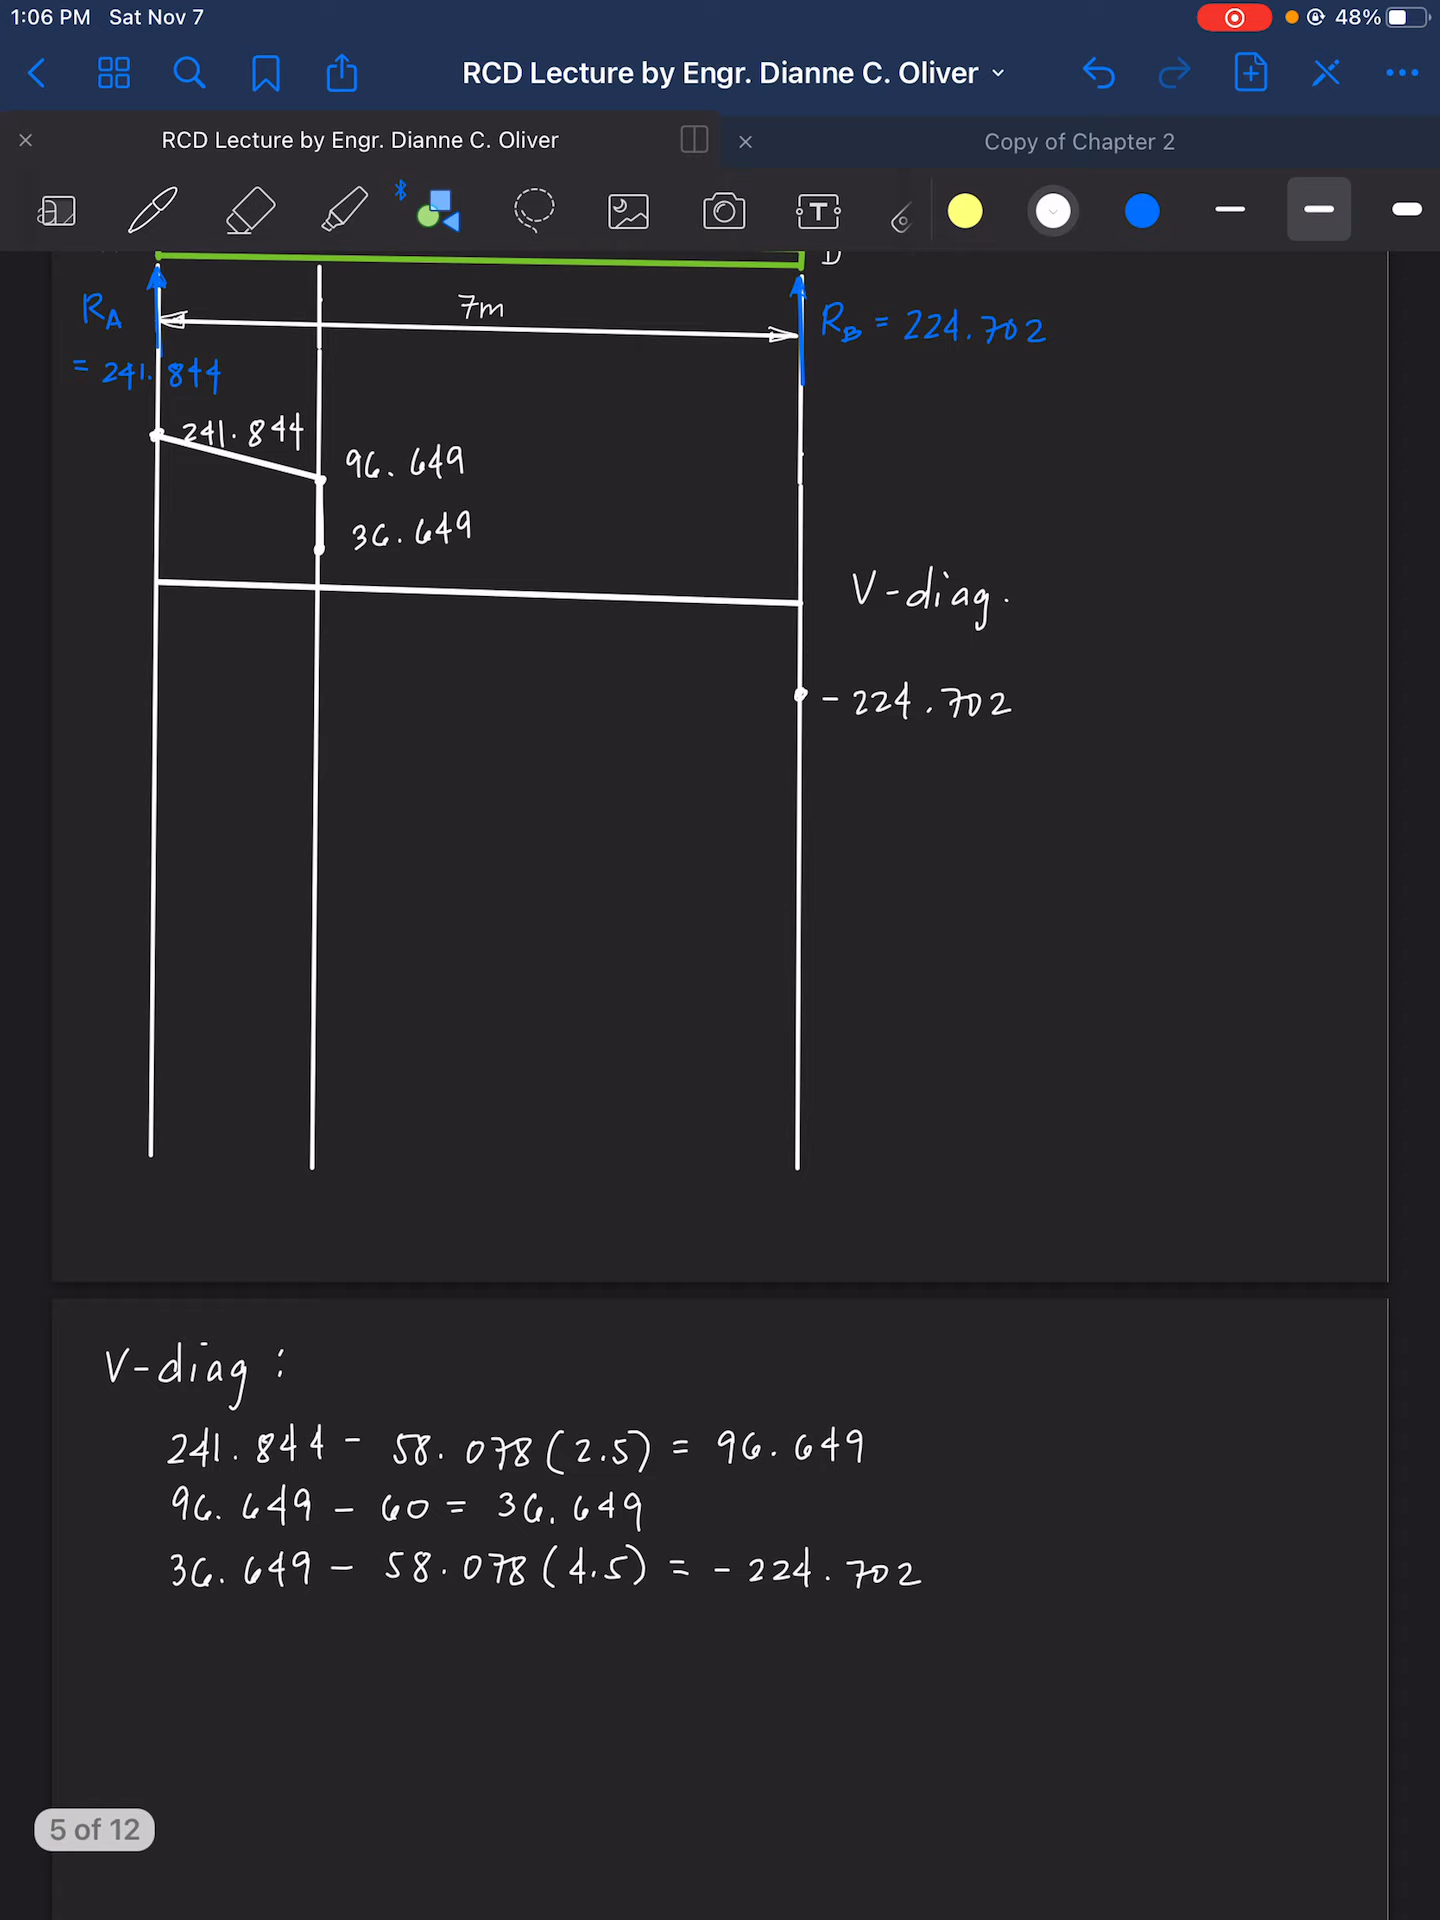 1:06 PM Sat Nov 7
48%
RCD Lecture by Engr. Dianne C. Oliver
RCD Lecture by Engr. Dianne C. Oliver
Copy of Chapter 2
T
RA
= 241.844
7m
RB = 224.702
241.844
96.649
36.649
V-diag.
- 224.702
V-diag:
241.844 - 58.078(2.5) = 96.649
96.649 - 60 = 36.649
36.649 - 58.078(4.5) = - 224.702
5 of 12